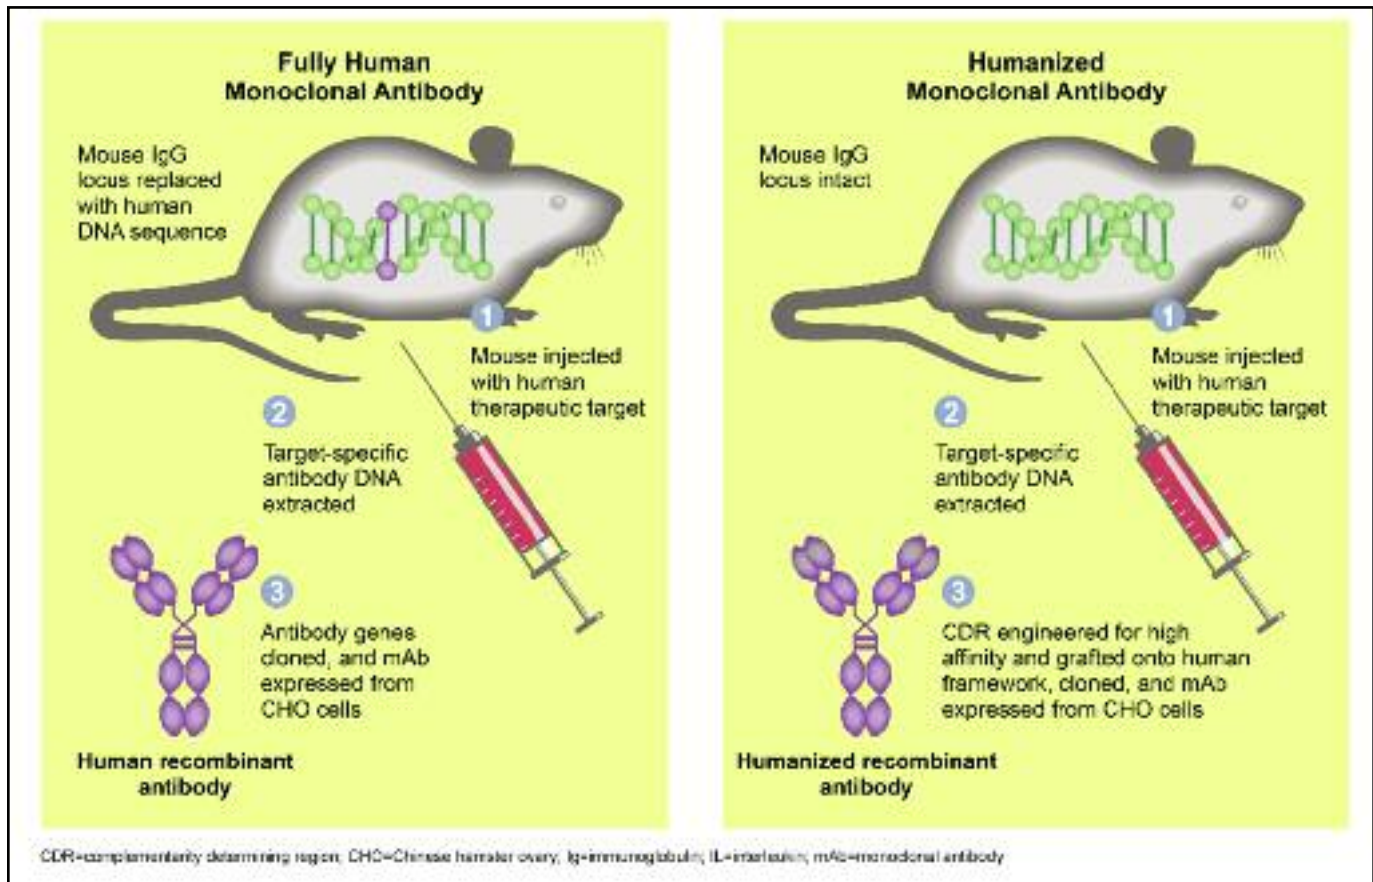 Fully Human
Monoclonal Antibody
Mouse IgG
locus replaced
with human
DNA sequence
1
Mouse injected
with human
therapeutic target
2
Target-specific
antibody DNA
extracted
3
Antibody genes
cloned, and mAb
expressed from
CHO cells
Human recombinant
antibody
Humanized
Monoclonal Antibody
Mouse IgG
locus intact
1
Mouse injected
with human
therapeutic target
2
Target-specific
antibody DNA
extracted
3
CDR engineered for high
affinity and grafted onto human
framework, cloned, and mAb
expressed from CHO cells
Humanized recombinant
antibody
CDR=complementarity determining region; CHO=Chinese hamster ovary; Ig=immunoglobulin; IL=interleukin; mAb=monoclonal antibody